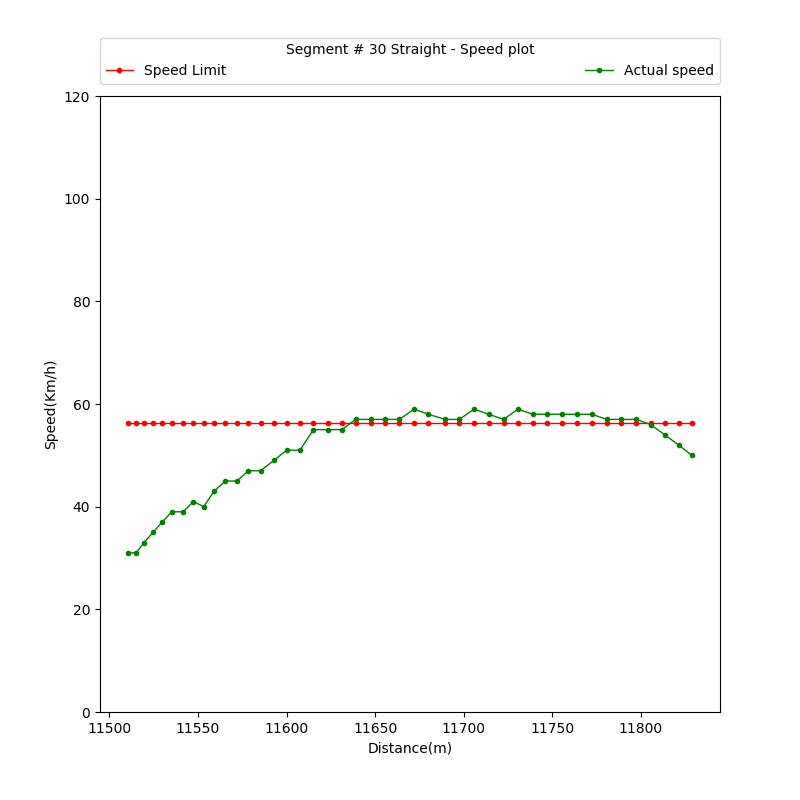 Segment # 30 Straight - Speed plot
Speed Limit
Actual speed
120
100
80
60
40
20
0
Speed(Km/h)
11500 11550 11600 11650 11700 11750 11800
Distance(m)